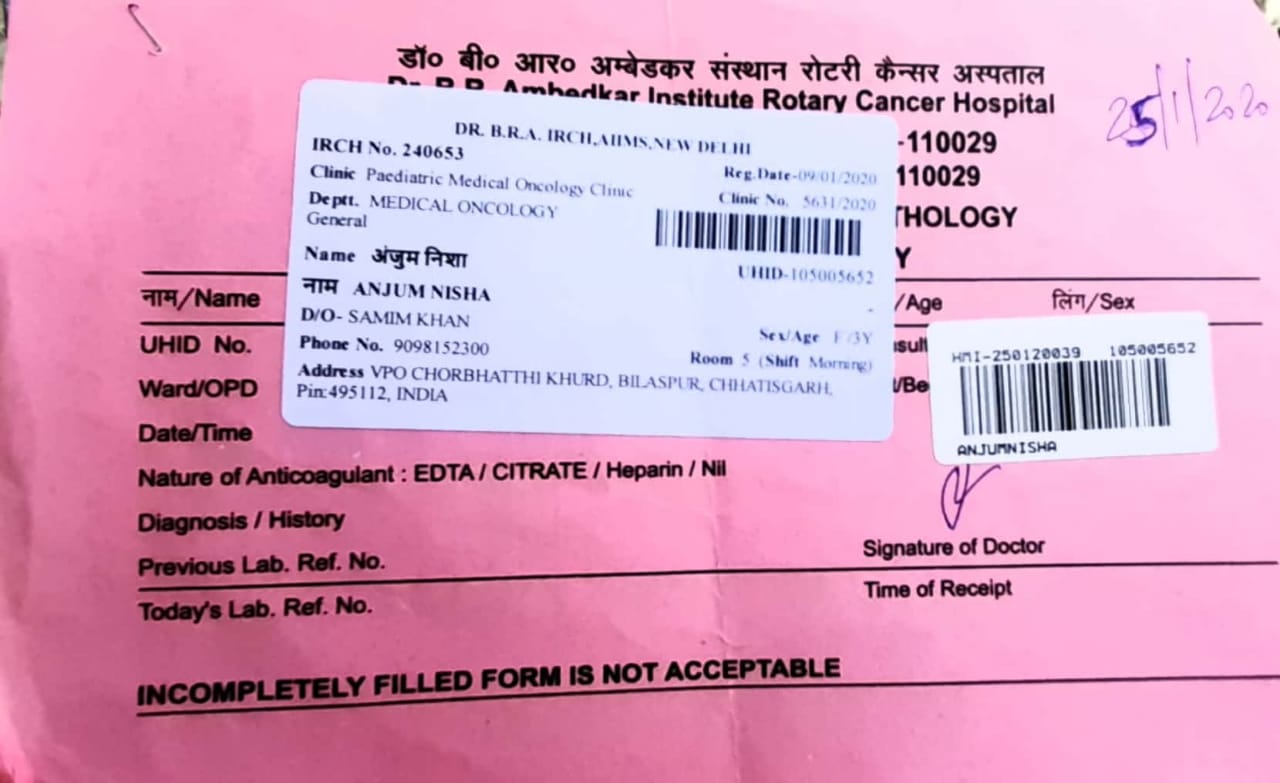 डॉ० बी० आर० अम्बेडकर संस्थान रोटरी कैन्सर अस्पताल
Dr. B.R. Ambedkar Institute Rotary Cancer Hospital
25/1/2020
-110029
110029
THOLOGY
Y
DR. B.R.A. IRCH,AIIMS,NEW DELHI
IRCH No. 240653
Reg.Date-09/01/2020
Clinic Paediatric Medical Oncology Clinic
Clinic No. 5631/2020
Deptt. MEDICAL ONCOLOGY
General
Name अंजुम निशा
UHID-105005652
नाम ANJUM NISHA
-
D/O- SAMIM KHAN
Sex/Age F /3Y
Phone No. 9098152300
Room 5 (Shift Morning)
Address VPO CHORBHATTHI KHURD, BILASPUR, CHHATISGARH,
Pin:495112, INDIA
नाम/Name
/Age
लिंग/Sex
UHID No.
sult
HMI-250120039 105005652
Ward/OPD
/Be
ANJUMNISHA
Date/Time
Nature of Anticoagulant : EDTA / CITRATE / Heparin / Nil
Diagnosis / History
Signature of Doctor
Previous Lab. Ref. No.
Time of Receipt
Today's Lab. Ref. No.
INCOMPLETELY FILLED FORM IS NOT ACCEPTABLE